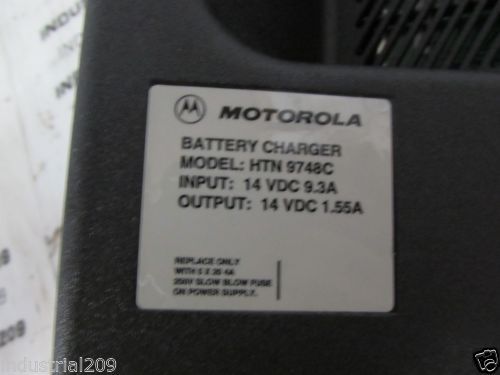 MOTOROLA
BATTERY CHARGER
MODEL: HTN 9748C
INPUT: 14 VDC 9.3A
OUTPUT: 14 VDC 1.55A
REPLACE ONLY
WITH 5 X 20 4A
250V SLOW BLOW FUSE
ON POWER SUPPLY.
industrial209